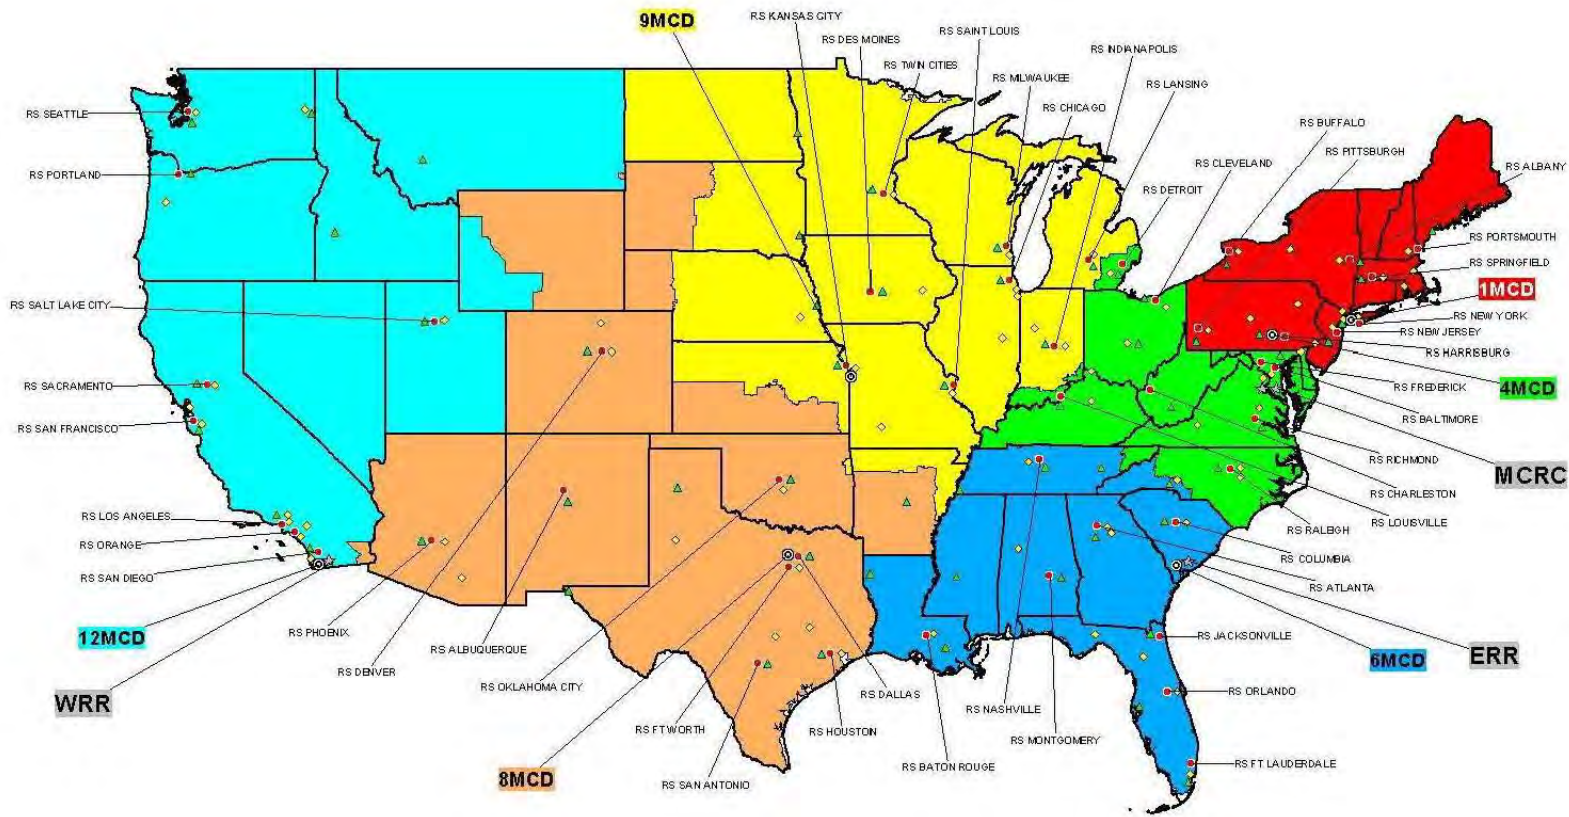 9MCD
RS KANSAS CITY
RS DES MOINES
RS SAINT LOUIS
RS TWIN CITIES
RS INDIANAPOLIS
RS MILWAUKEE
RS LANSING
RS CHICAGO
RS BUFFALO
RS PITTSBURGH
RS CLEVELAND
RS ALBANY
RS DETROIT
RS SEATTLE
RS PORTLAND
RS PORTSMOUTH
RS SPRINGFIELD
1MCD
RS SALT LAKE CITY
RS NEW YORK
RS NEW JERSEY
RS HARRISBURG
RS SACRAMENTO
RS FREDERICK
4MCD
RS BALTIMORE
RS SAN FRANCISCO
RS RICHMOND
MCRC
RS CHARLESTON
RS LOUISVILLE
RS RALEIGH
RS LOS ANGELES
RS ORANGE
RS SAN DIEGO
RS COLUMBIA
RS ATLANTA
12MCD
RS PHOENIX
RS ALBUQUERQUE
RS DENVER
RS JACKSONVILLE
6MCD
ERR
WRR
RS OKLAHOMA CITY
RS DALLAS
RS ORLANDO
RS NASHVILLE
RS FT WORTH
RS HOUSTON
RS MONTGOMERY
RS BATON ROUGE
RS FT LAUDERDALE
8MCD
RS SAN ANTONIO